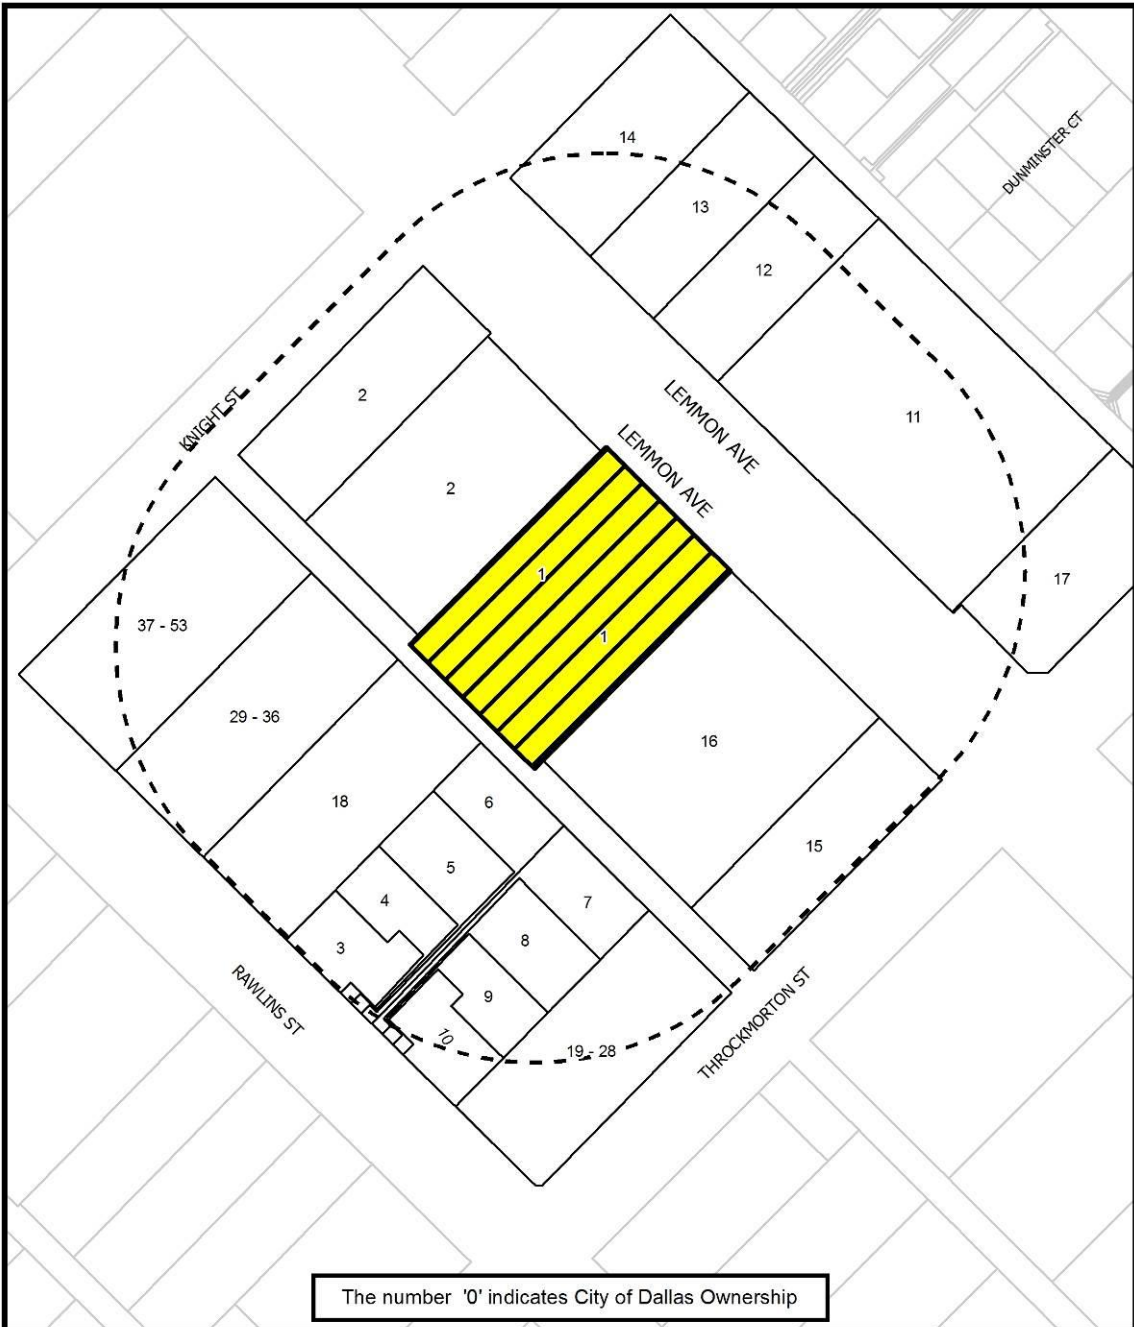 DUNMINSTER CT
14
13
12
11
KNIGHT ST
2
LEMMON AVE
LEMMON AVE
2
1
17
37 - 53
1
29 - 36
16
18
6
15
5
4
7
8
3
9
RAWLINS ST
10
19 - 28
THROCKMORTON ST
The number '0' indicates City of Dallas Ownership